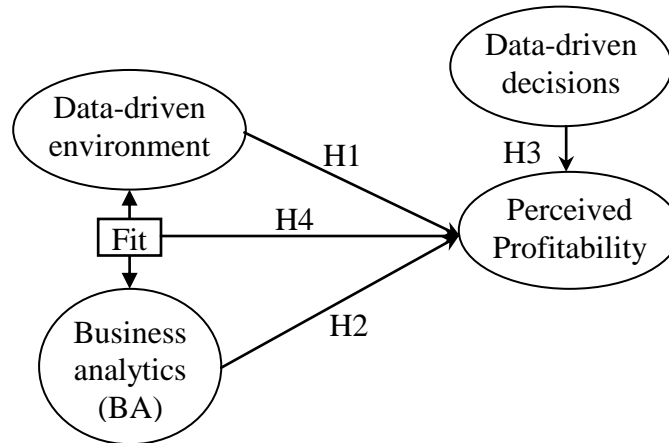 Data-driven
decisions
Data-driven
environment
H1
H3
Perceived
Profitability
Fit
H4
H2
Business
analytics
(BA)